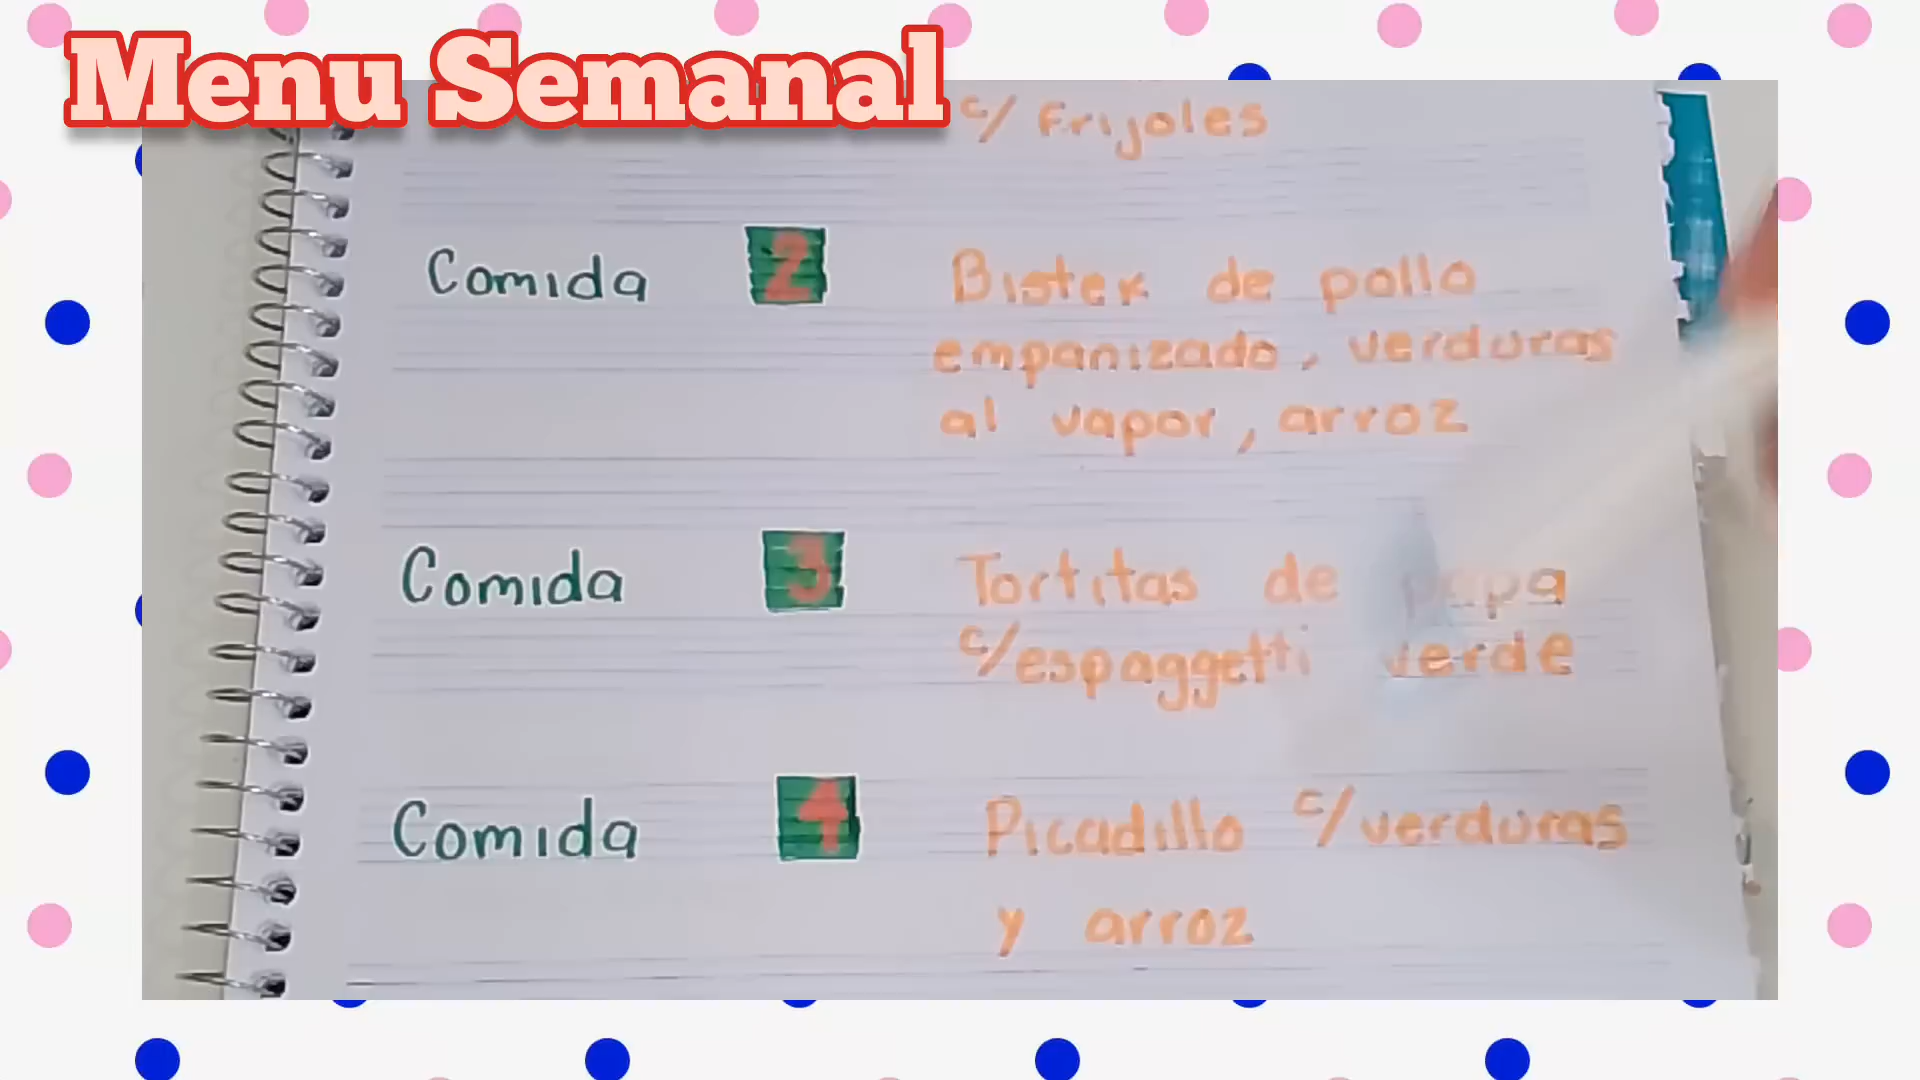 Menu Semanal
c/ Frijoles
Comida 2 Bistek de pollo
empanizado, verduras
al vapor, arroz
Comida 3 Tortitas de papa
c/espaggetti verde
Comida 4 Picadillo c/verduras
y arroz